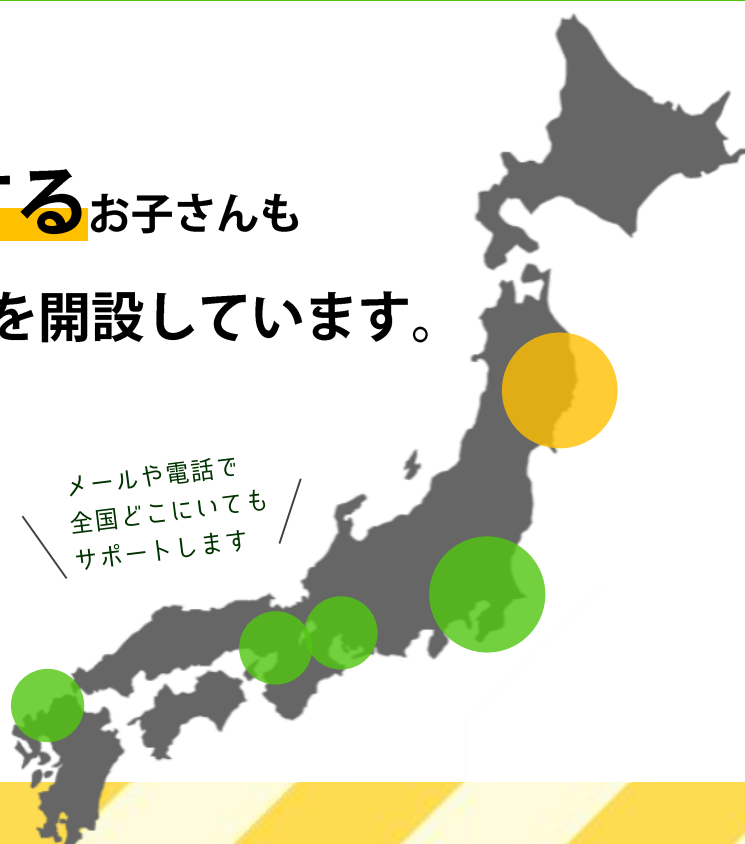 るお子さんも
を開設しています。
メールや電話で
全国どこにいても
サポートします